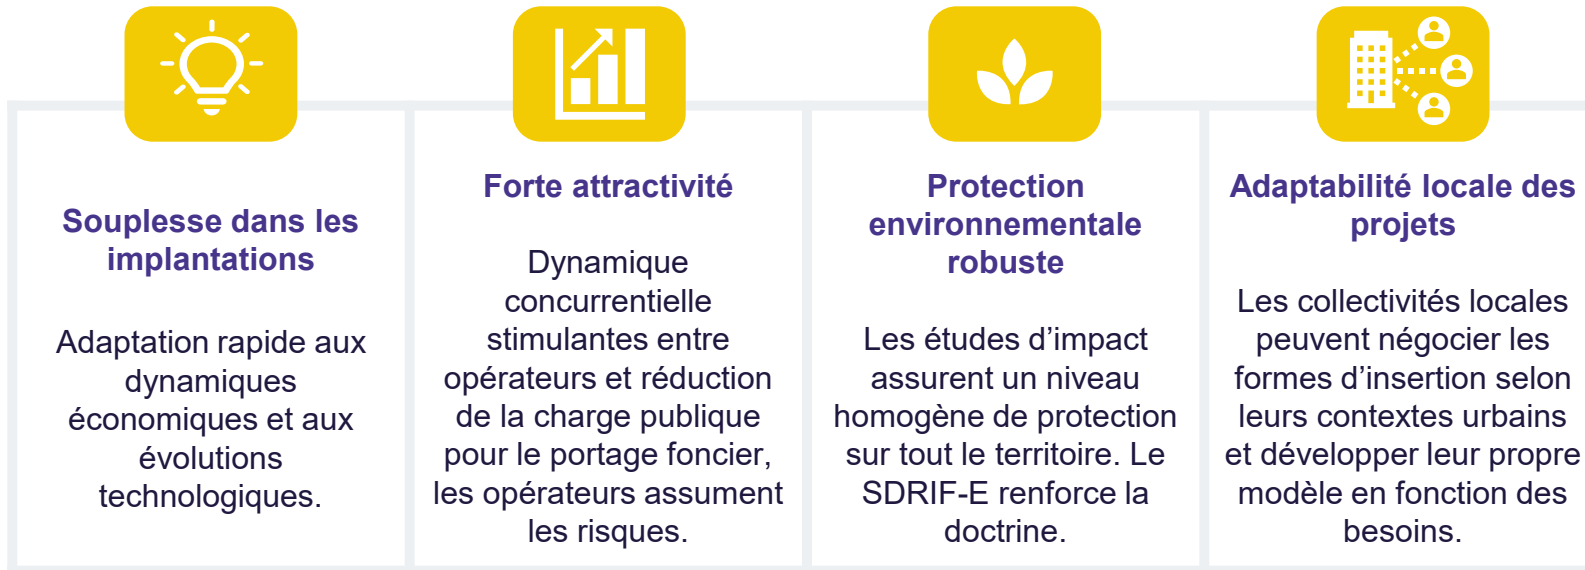 Souplesse dans les
implantations
Adaptation rapide aux
dynamiques
économiques et aux
évolutions
technologiques.
Forte attractivité
Dynamique
concurrentielle
stimulantes entre
opérateurs et réduction
de la charge publique
pour le portage foncier,
les opérateurs assument
les risques.
Protection
environnementale
robuste
Les études d’impact
assurent un niveau
homogène de protection
sur tout le territoire. Le
SDRIF-E renforce la
doctrine.
Adaptabilité locale des
projets
Les collectivités locales
peuvent négocier les
formes d’insertion selon
leurs contextes urbains
et développer leur propre
modèle en fonction des
besoins.